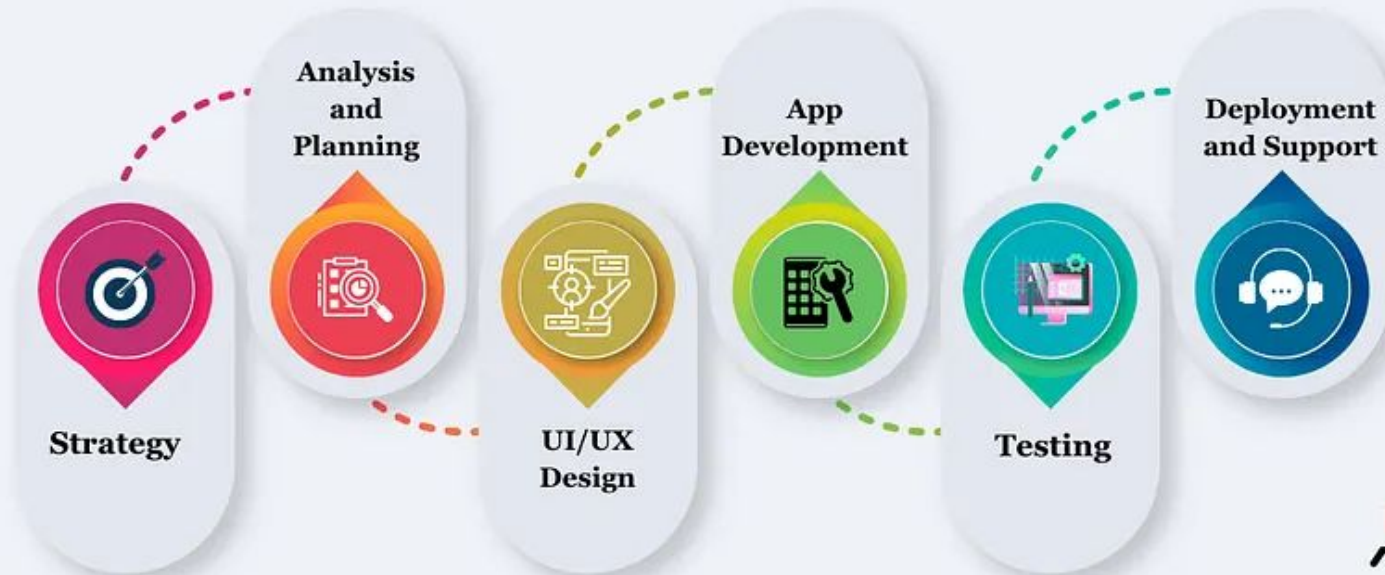 Strategy
Analysis
and
Planning
UI/UX
Design
App
Development
Testing
Deployment
and Support